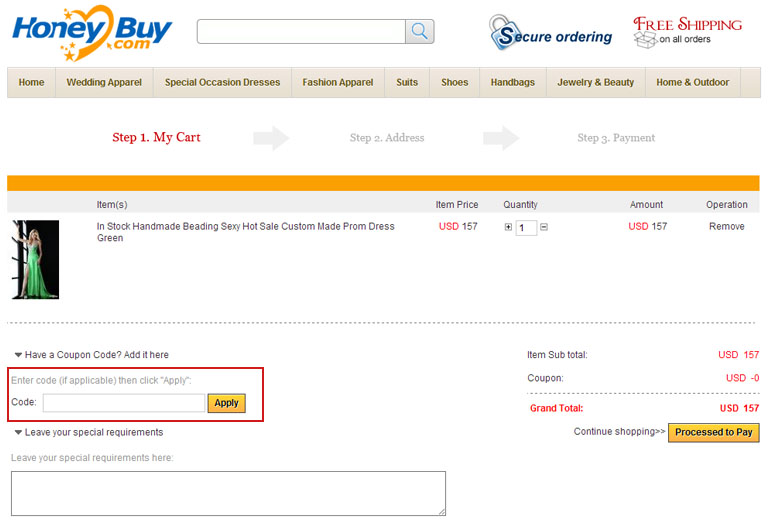 Honey Buy
.com
Secure ordering
FREE SHIPPING
on all orders
Home Wedding Apparel Special Occasion Dresses Fashion Apparel Suits Shoes Handbags Jewelry & Beauty Home & Outdoor
Step 1. My Cart Step 2. Address Step 3. Payment
Item(s) Item Price Quantity Amount Operation
In Stock Handmade Beading Sexy Hot Sale Custom Made Prom Dress USD 157 1 USD 157 Remove
Green
Have a Coupon Code? Add it here
Item Sub total: USD 157
Enter code (if applicable) then click "Apply":
Coupon: USD -0
Code: Apply
Grand Total: USD 157
Leave your special requirements
Continue shopping>> Processed to Pay
Leave your special requirements here: